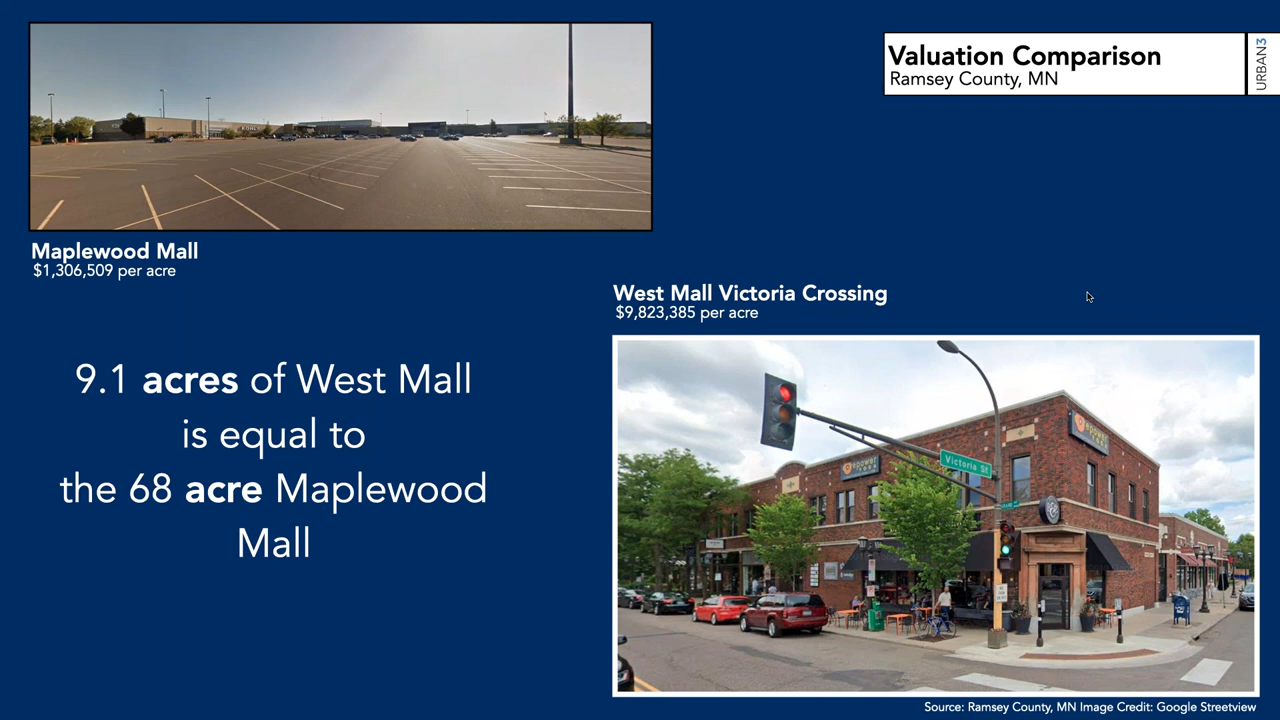 Valuation Comparison
Ramsey County, MN
URBAN3
KOHL
Maplewood Mall
$1,306,509 per acre
West Mall Victoria Crossing
$9,823,385 per acre
9.1 acres of West Mall
is equal to
the 68 acre Maplewood
Mall
Victoria St
Source: Ramsey County, MN Image Credit: Google Streetview